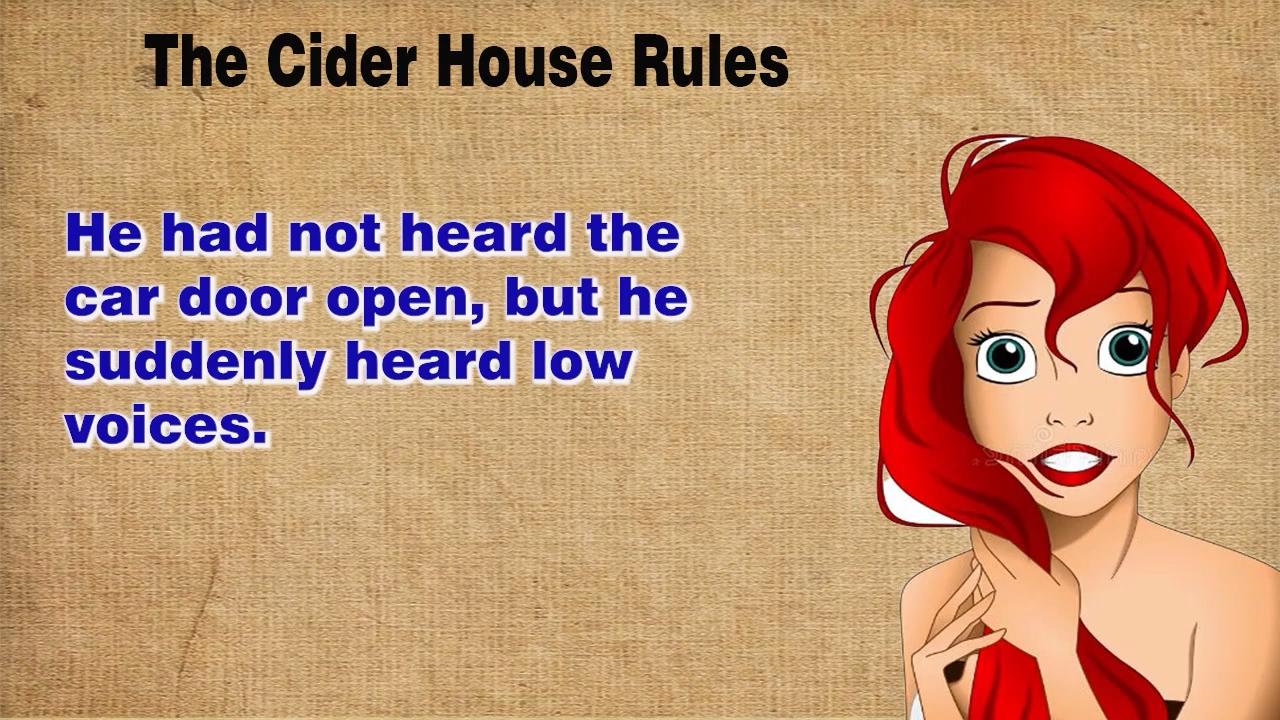 The Cider House Rules
He had not heard the
car door open, but he
suddenly heard low
voices.